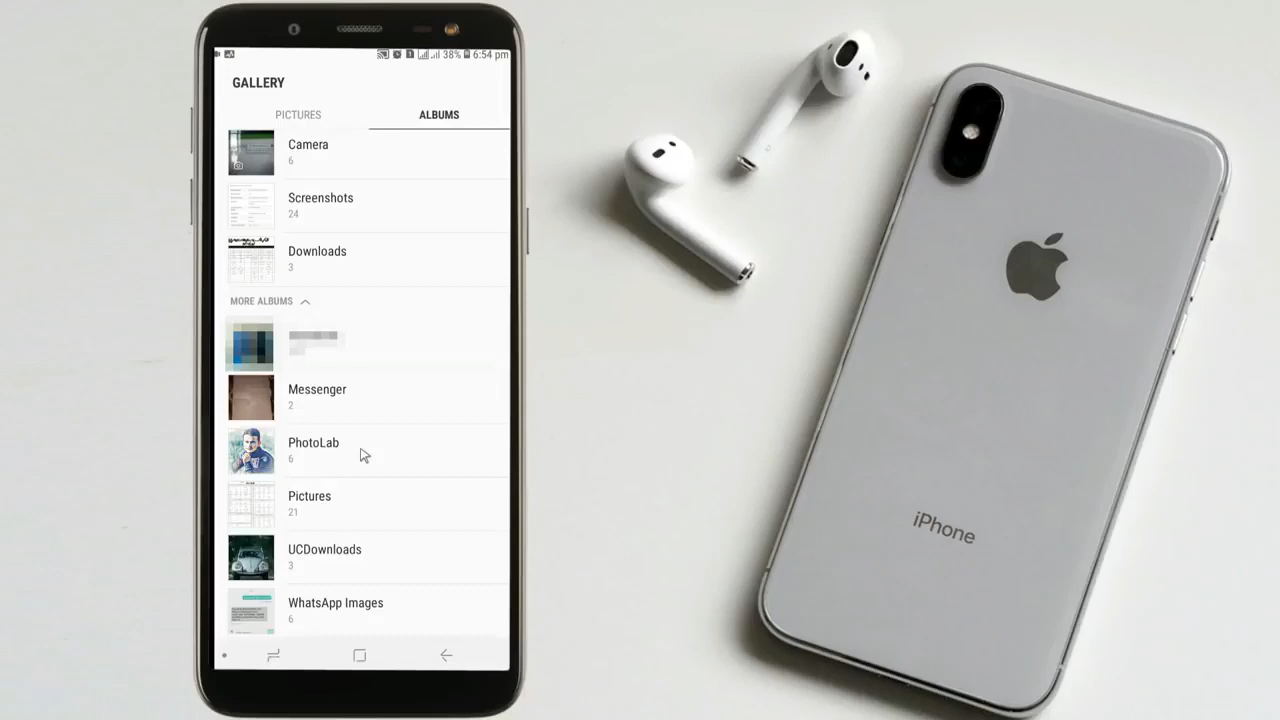 38% 6:54 pm
GALLERY
PICTURES ALBUMS
Camera
6
Screenshots
24
Downloads
3
MORE ALBUMS
Messenger
2
PhotoLab
6
Pictures
21
UCDownloads
3
WhatsApp Images
6
iPhone